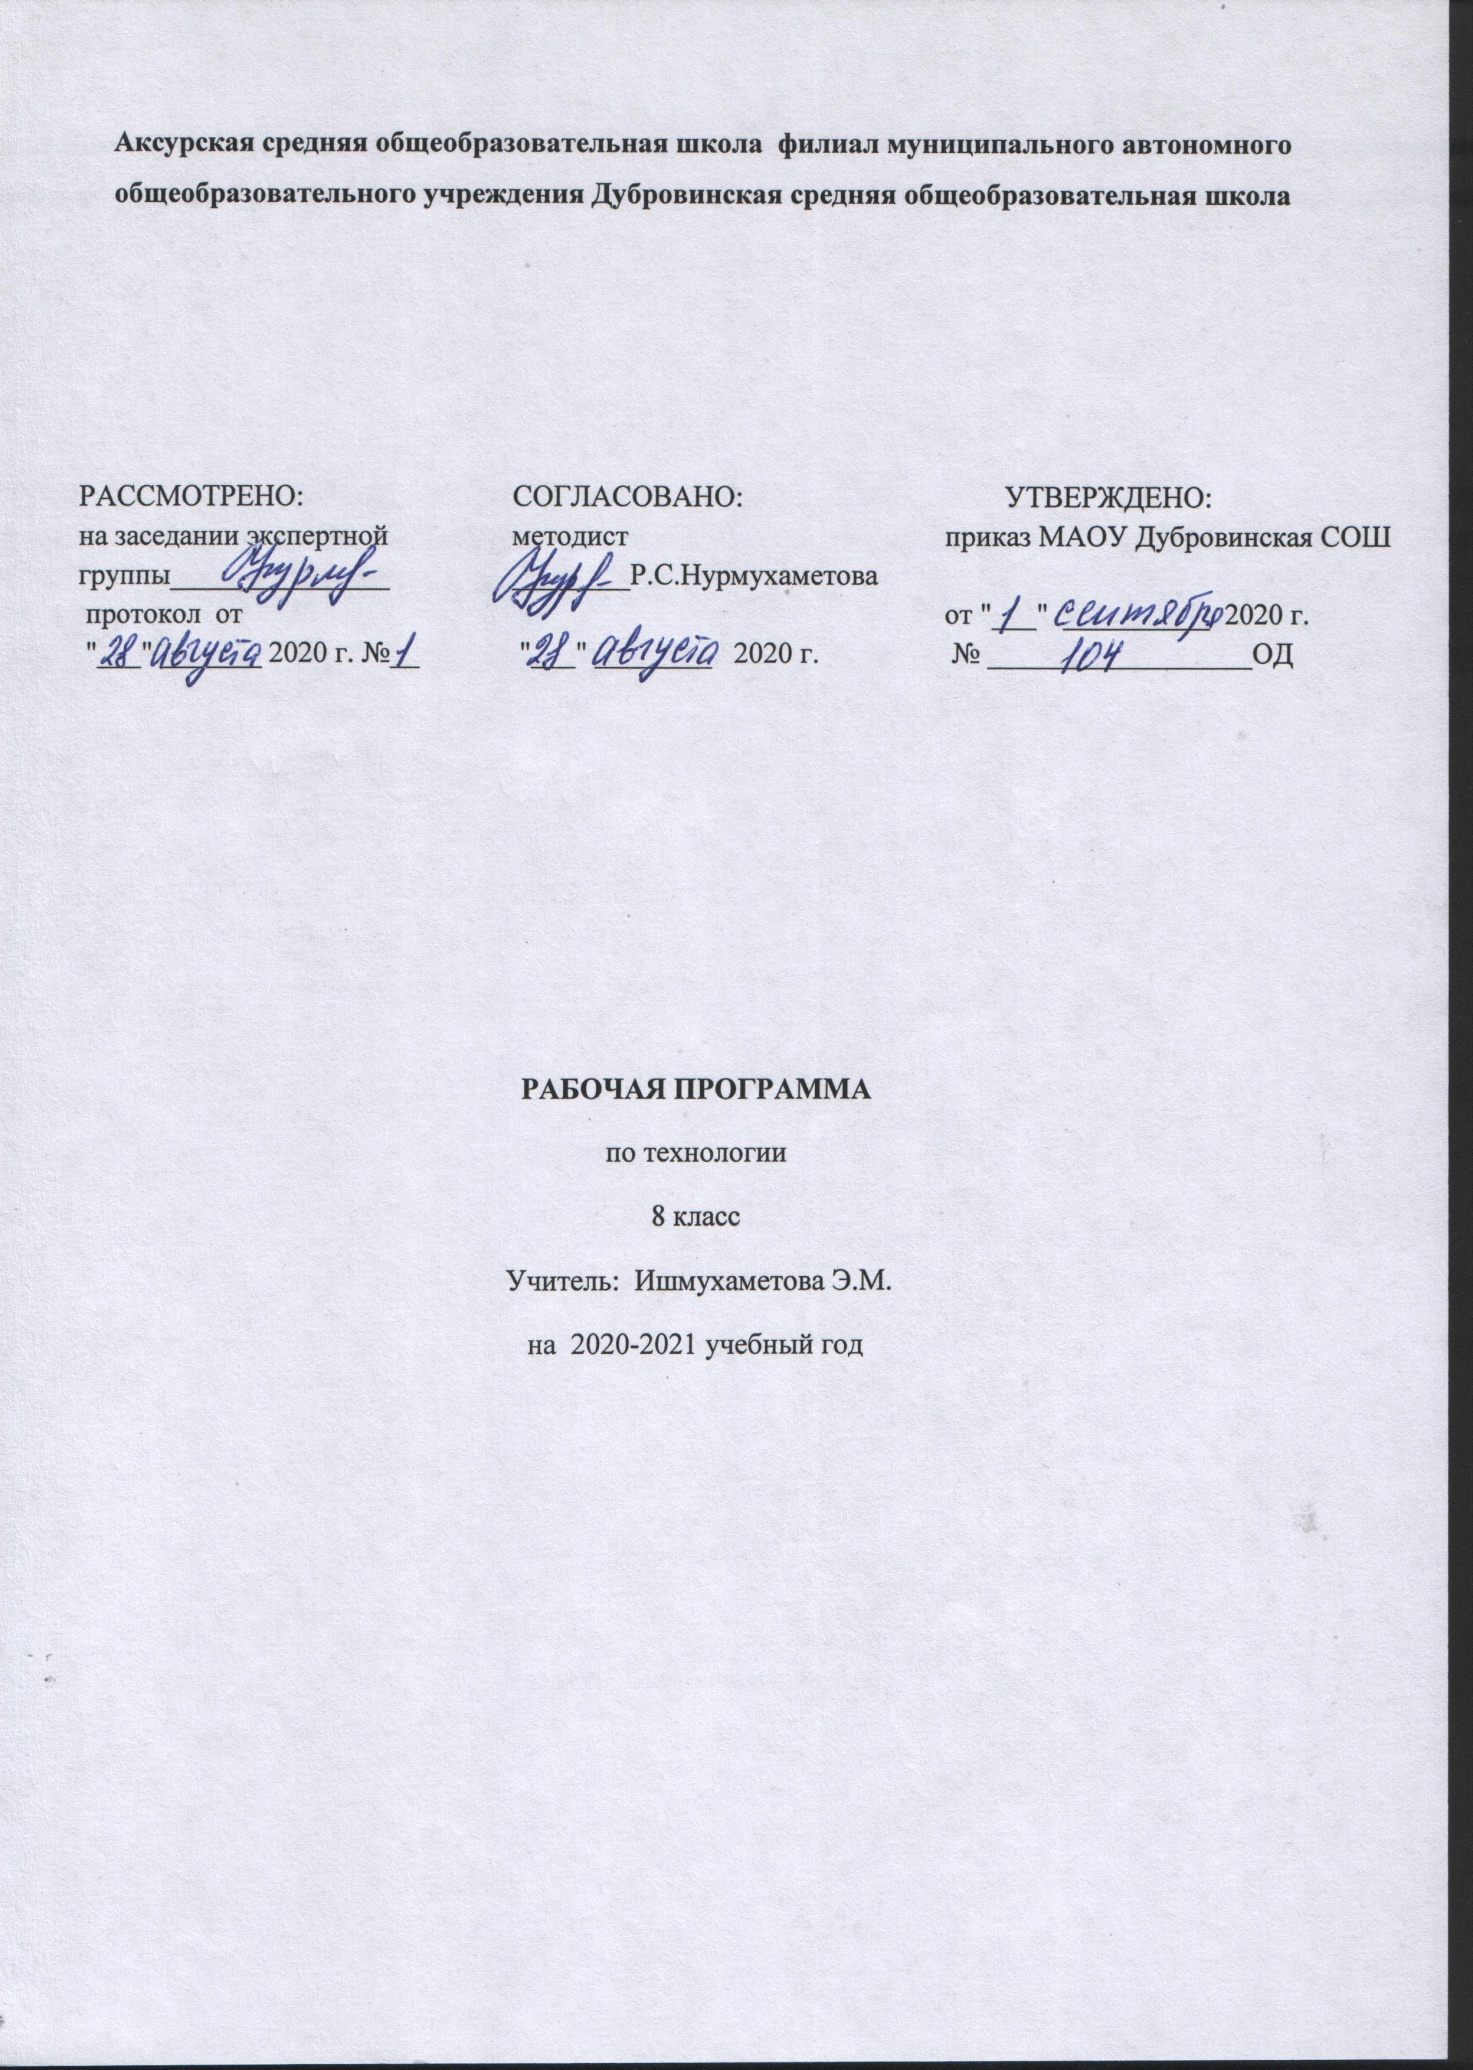 Аксурская средняя общеобразовательная школа филиал муниципального автономного
общеобразовательного учреждения Дубровинская средняя общеобразовательная школа
РАССМОТРЕНО:
на заседании экспертной
группы
протокол от
"28" августа 2020 г. №1
СОГЛАСОВАНО:
методист
Р.С.Нурмухаметова
"28" августа 2020 г.
УТВЕРЖДЕНО:
приказ МАОУ Дубровинская СОШ
от "1" сентября 2020 г.
№ 104 ОД
РАБОЧАЯ ПРОГРАММА
по технологии
8 класс
Учитель: Ишмухаметова Э.М.
на 2020-2021 учебный год